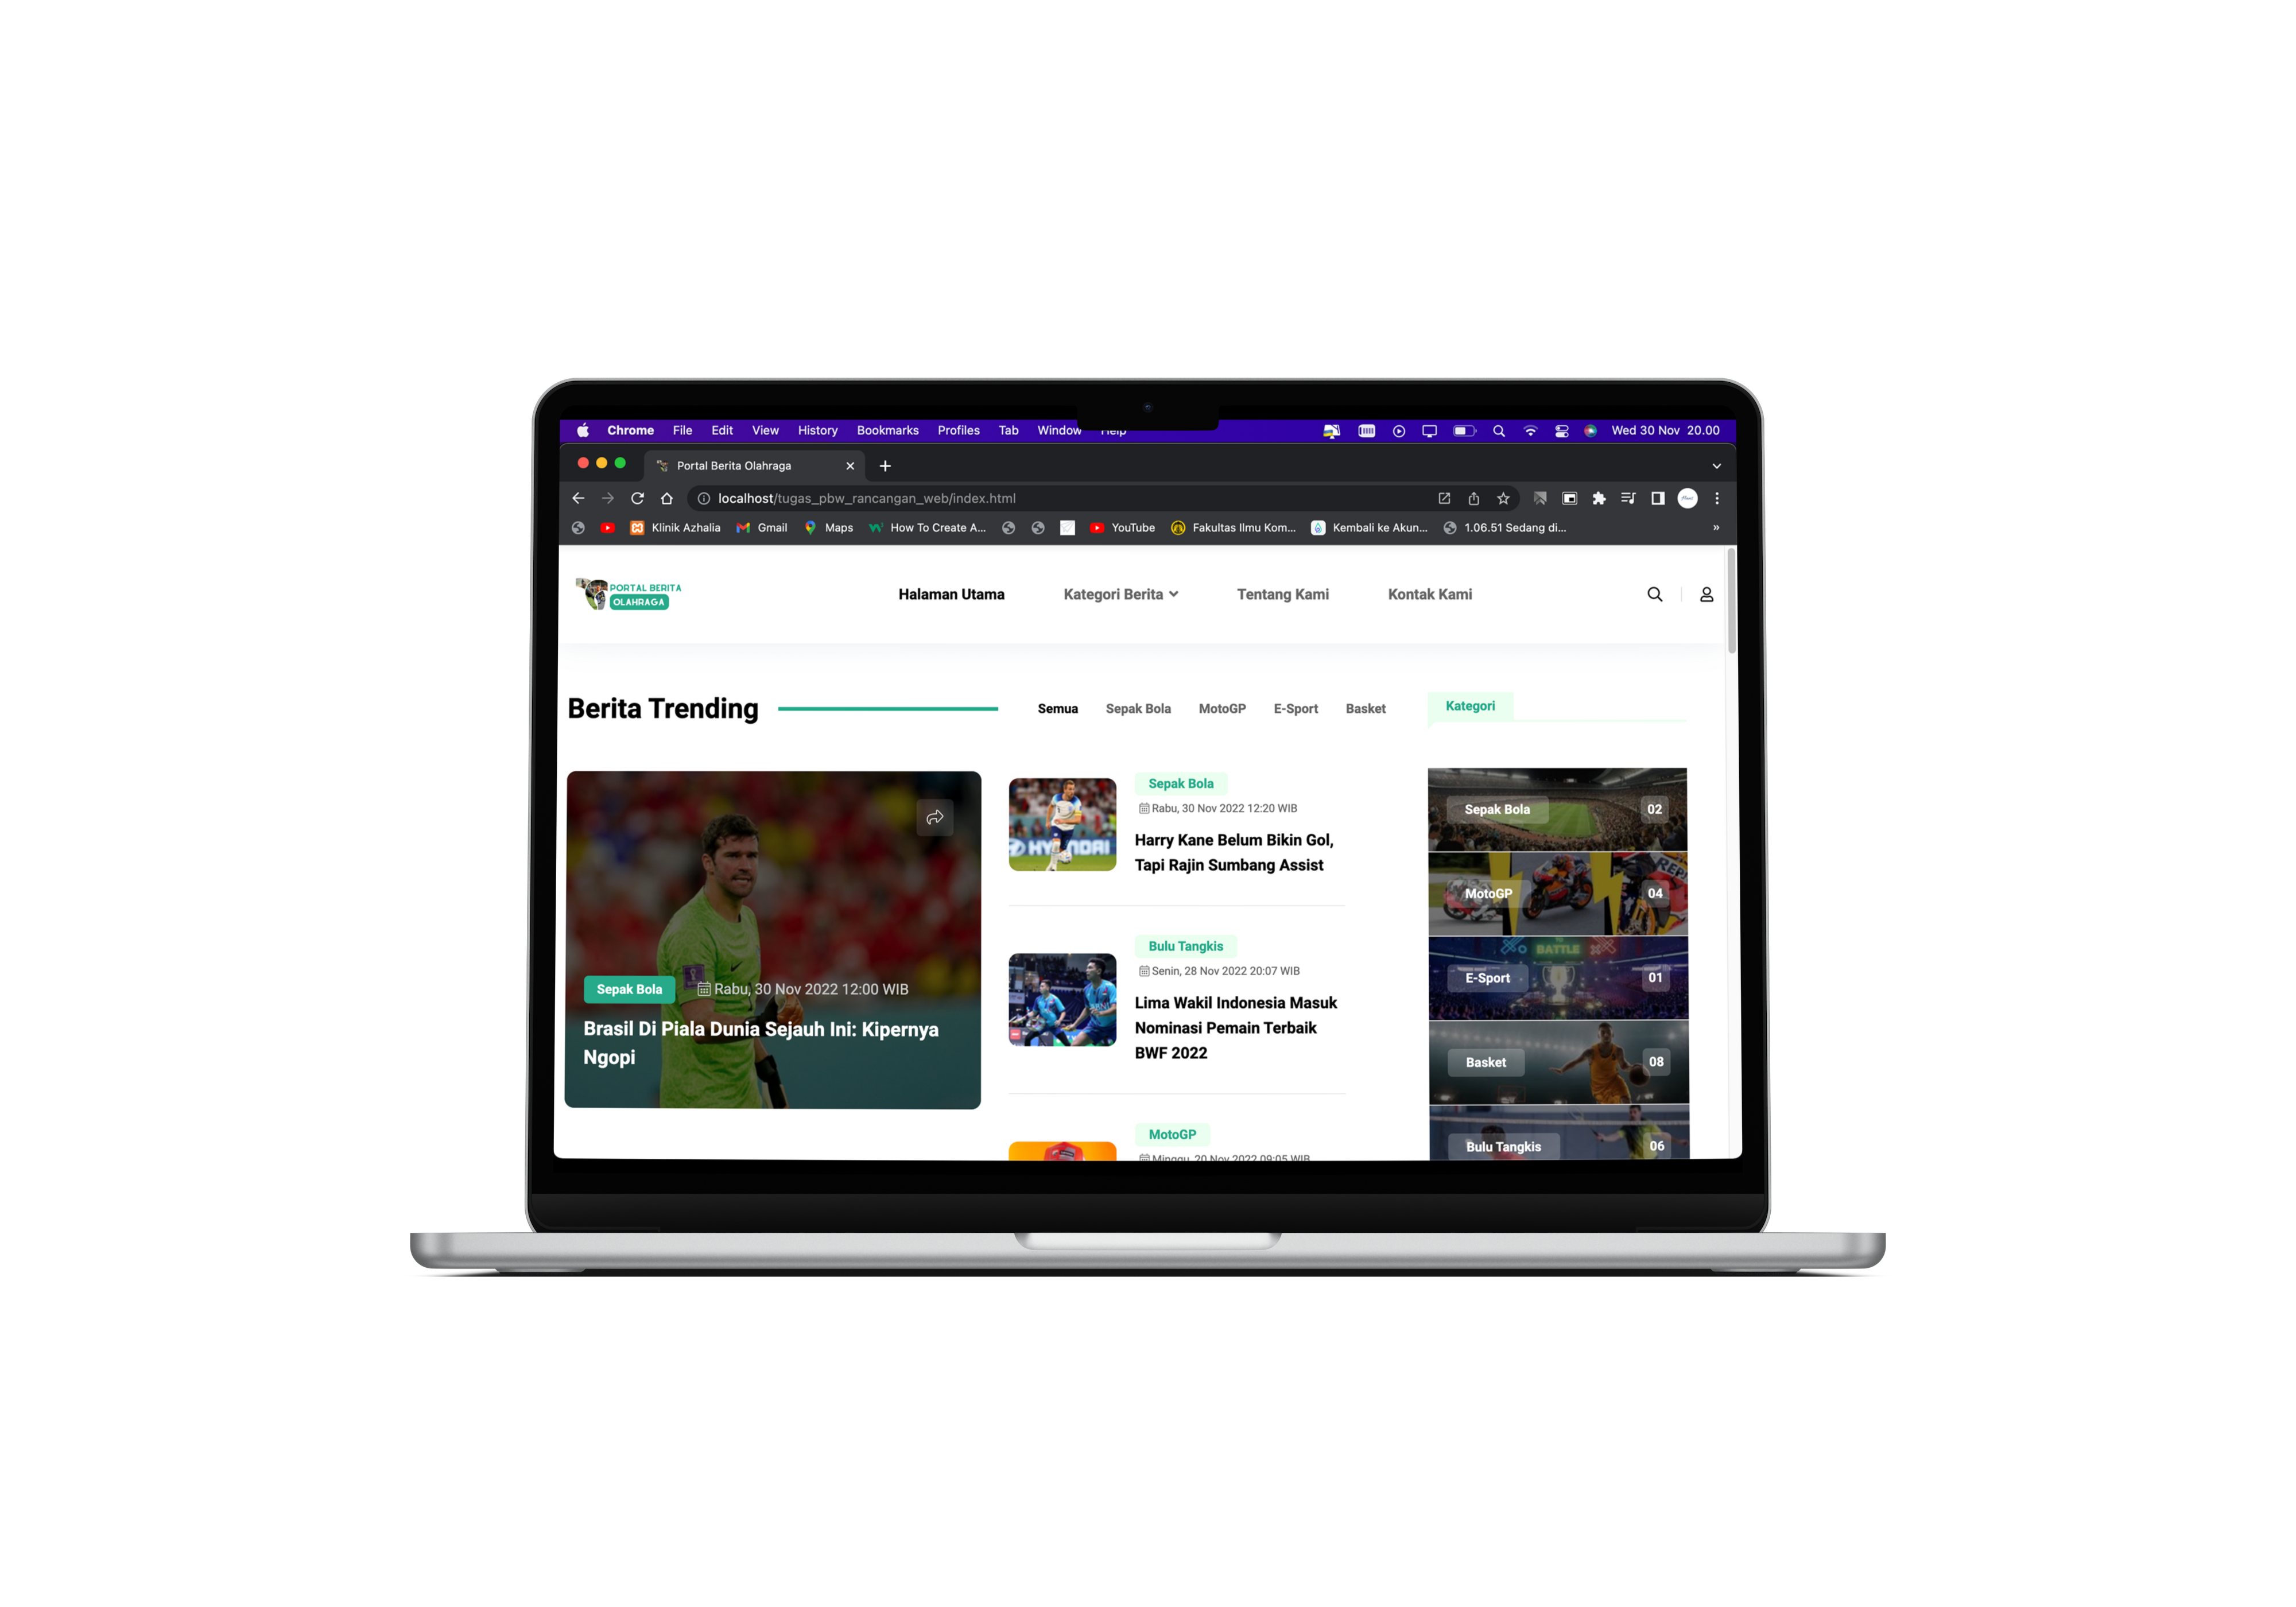 Chrome File Edit View History Bookmarks Profiles Tab Window Help Wed 30 Nov 20.00
Portal Berita Olahraga
localhost/tugas_pbw_rancangan_web/index.html
Klinik Azhalia Gmail Maps How To Create A... YouTube Fakultas Ilmu Kom... Kembali ke Akun... 1.06.51 Sedang di... »
PORTAL BERITA
OLAHRAGA
Halaman Utama Kategori Berita Tentang Kami Kontak Kami
Berita Trending
Semua Sepak Bola MotoGP E-Sport Basket
Kategori
Sepak Bola Rabu, 30 Nov 2022 12:00 WIB
Brasil Di Piala Dunia Sejauh Ini: Kipernya
Ngopi
Sepak Bola
Rabu, 30 Nov 2022 12:20 WIB
Harry Kane Belum Bikin Gol,
Tapi Rajin Sumbang Assist
HYUNDAI
Bulu Tangkis
Senin, 28 Nov 2022 20:07 WIB
Lima Wakil Indonesia Masuk
Nominasi Pemain Terbaik
BWF 2022
MotoGP
Minggu, 20 Nov 2022 09:05 WIB
Sepak Bola 02
MotoGP 04
BATTLE
E-Sport 01
Basket 08
Bulu Tangkis 06